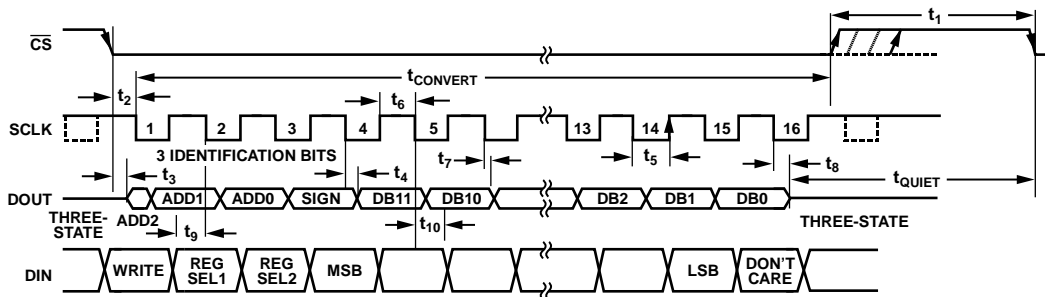 t1
CS
tCONVERT
t2
t6
SCLK
1 2 3 4 5 13 14 15 16
3 IDENTIFICATION BITS
t7
t5
t8
t3
t4
tQUIET
DOUT
ADD1 ADD0 SIGN DB11 DB10 DB2 DB1 DB0
THREE-
STATE
ADD2
t9
t10
THREE-STATE
DIN
WRITE
REG
SEL1
REG
SEL2
MSB
LSB
DON'T
CARE